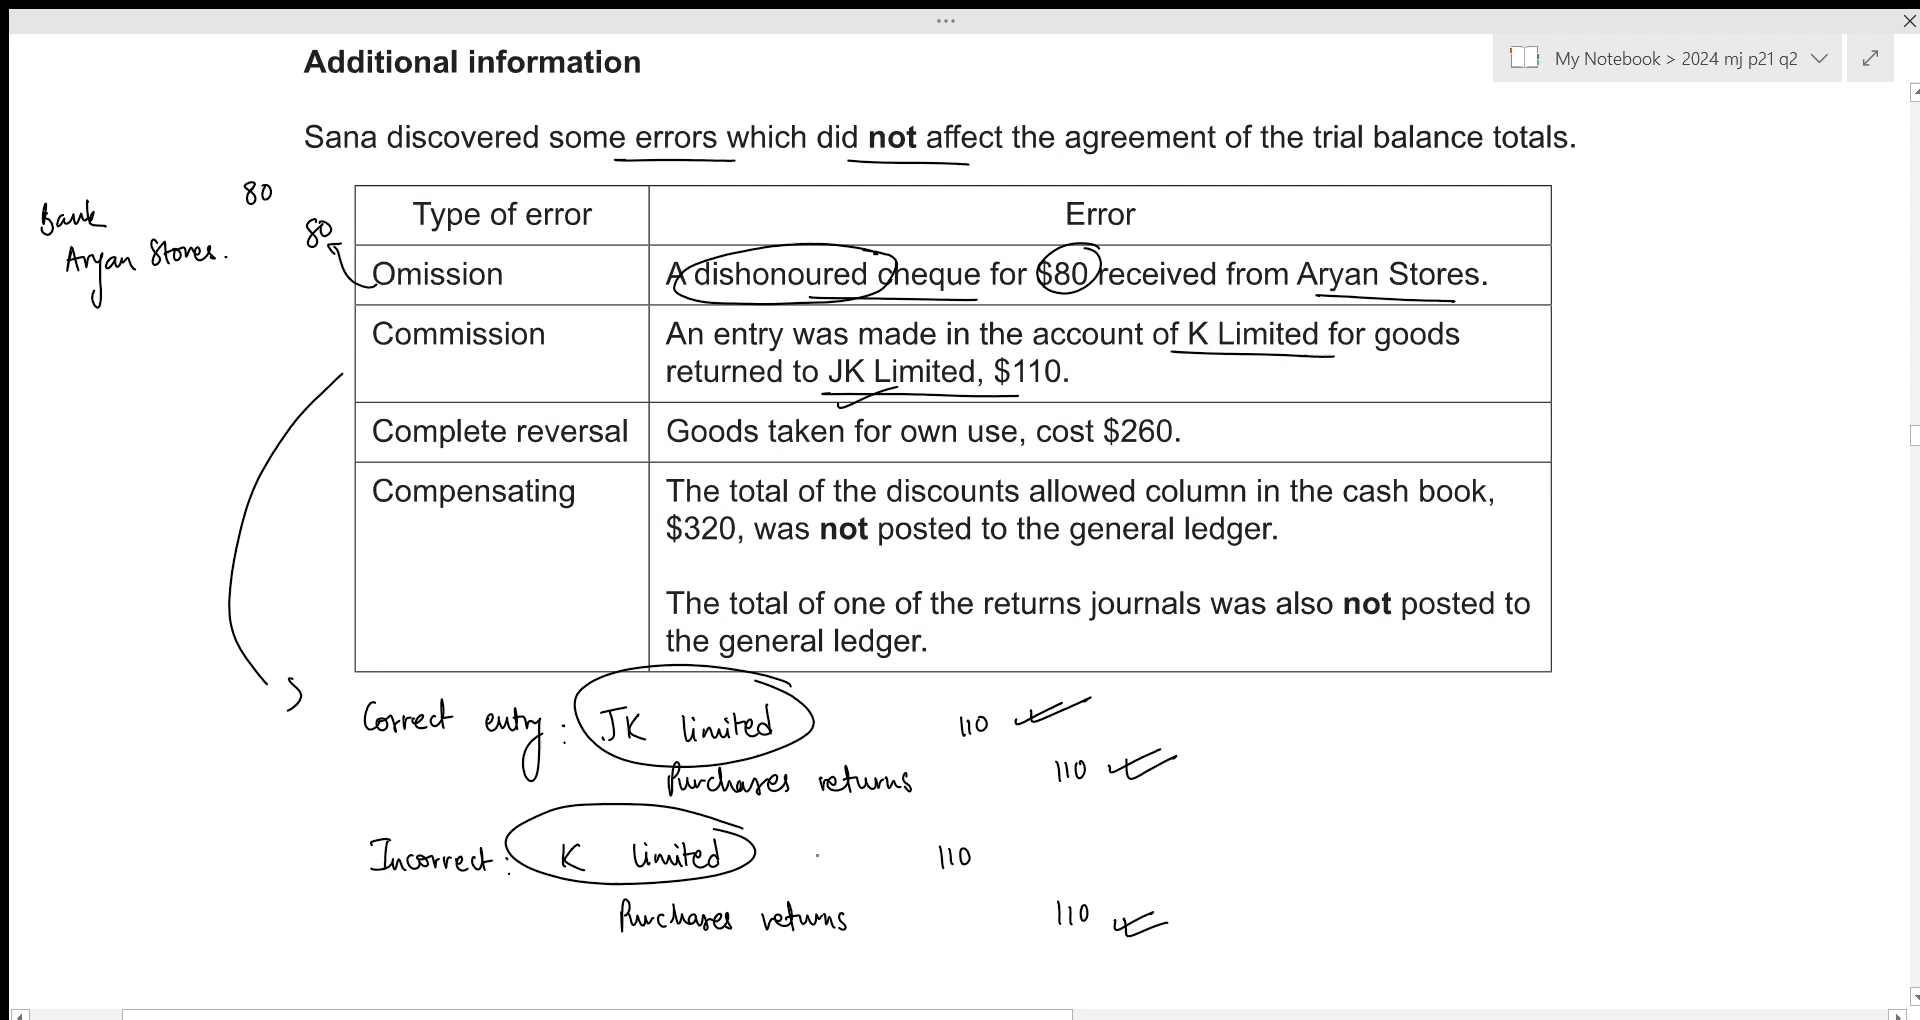 My Notebook > 2024 mj p21 q2
Additional information
Sana discovered some errors which did not affect the agreement of the trial balance totals.
Bank 80
Aryan Stores. 80
Type of error Error
Omission A dishonoured cheque for $80 received from Aryan Stores.
Commission An entry was made in the account of K Limited for goods
returned to JK Limited, $110.
Complete reversal Goods taken for own use, cost $260.
Compensating The total of the discounts allowed column in the cash book,
$320, was not posted to the general ledger.
The total of one of the returns journals was also not posted to
the general ledger.
Correct entry: JK limited 110
Purchases returns 110
Incorrect: K limited 110
Purchases returns 110